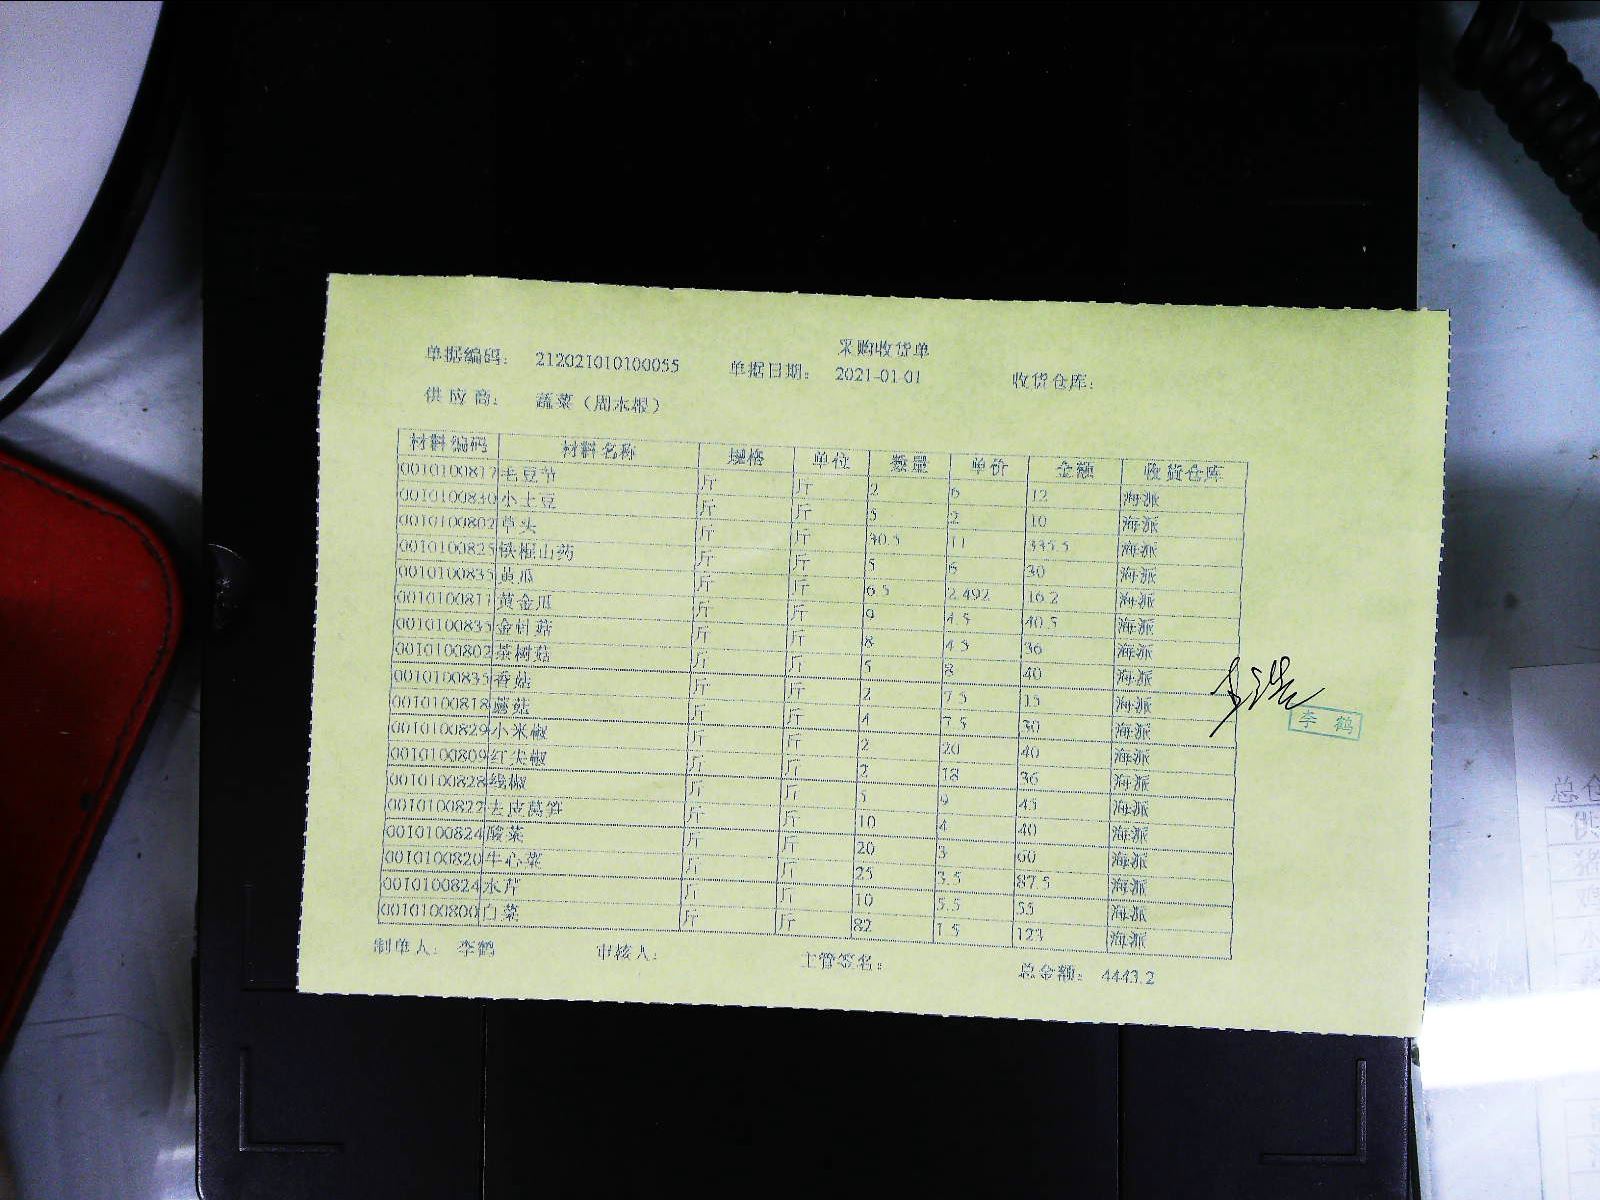 采购收货单
单据编码: 212021010100055 单据日期: 2021-01-01 收货仓库:
供应商: 蔬菜（周木根）
材料编码 材料名称 规格 单位 数量 单价 金额 收货仓库
0010100817 毛豆节 斤 斤 2 6 12 海派
0010100830 小土豆 斤 斤 5 2 10 海派
0010100802 草头 斤 斤 30.5 11 335.5 海派
0010100825 铁棍山药 斤 斤 5 6 30 海派
0010100835 黄瓜 斤 斤 6.5 2.492 16.2 海派
0010100811 黄金瓜 斤 斤 9 4.5 40.5 海派
0010100835 金针菇 斤 斤 8 4.5 36 海派
0010100802 茶树菇 斤 斤 5 8 40 海派
0010100835 香菇 斤 斤 2 7.5 15 海派
0010100818 蘑菇 斤 斤 4 7.5 30 海派
0010100829 小米椒 斤 斤 2 20 40 海派
0010100809 红尖椒 斤 斤 2 18 36 海派
0010100828 线椒 斤 斤 5 9 45 海派
0010100822 去皮莴笋 斤 斤 10 4 40 海派
0010100824 酸菜 斤 斤 20 3 60 海派
0010100820 牛心菜 斤 斤 25 3.5 87.5 海派
0010100824 水芹 斤 斤 10 5.5 55 海派
0010100800 白菜 斤 斤 82 1.5 123 海派
李鹤
制单人: 李鹤 审核人: 主管签名: 总金额: 4443.2
总仓